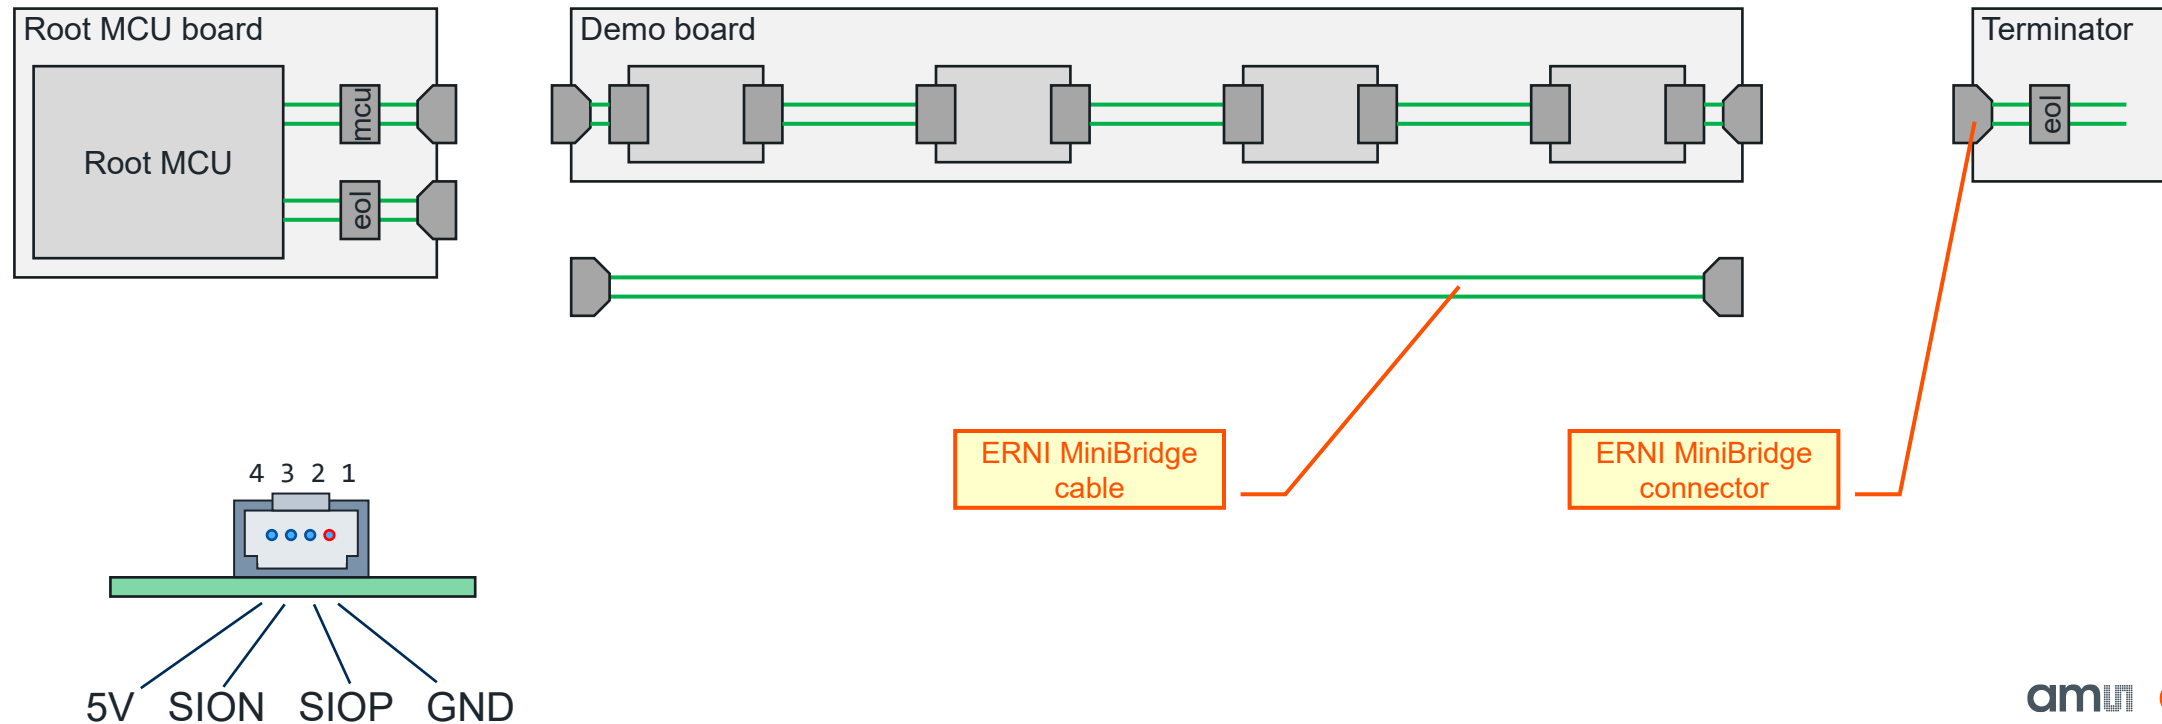 Root MCU board
Demo board
Terminator
mcu
eol
Root MCU
eol
ERNI MiniBridge
cable
ERNI MiniBridge
connector
4 3 2 1
5V SION SIOP GND
am